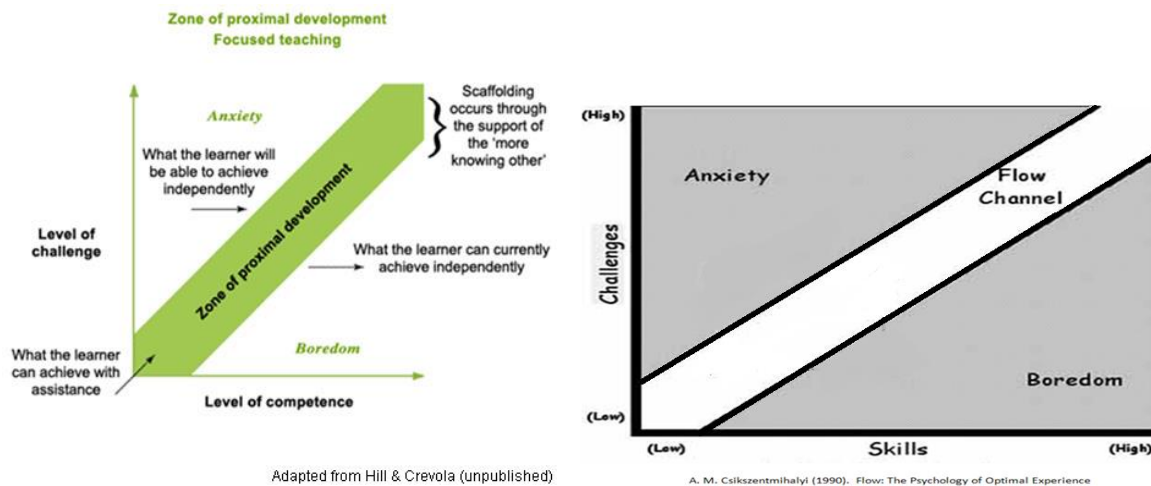 Zone of proximal development
Focused teaching
Anxiety
What the learner will
be able to achieve
independently
Scaffolding
occurs through
the support of
the 'more
knowing other'
Level of
challenge
Zone of proximal development
What the learner can currently
achieve independently
What the learner
can achieve with
assistance
Boredom
Level of competence
Adapted from Hill & Crevola (unpublished)
(High)
Anxiety
Flow
Channel
Challenges
Boredom
(Low)
(Low)
Skills
(High)
A. M. Csikszentmihalyi (1990). Flow: The Psychology of Optimal Experience